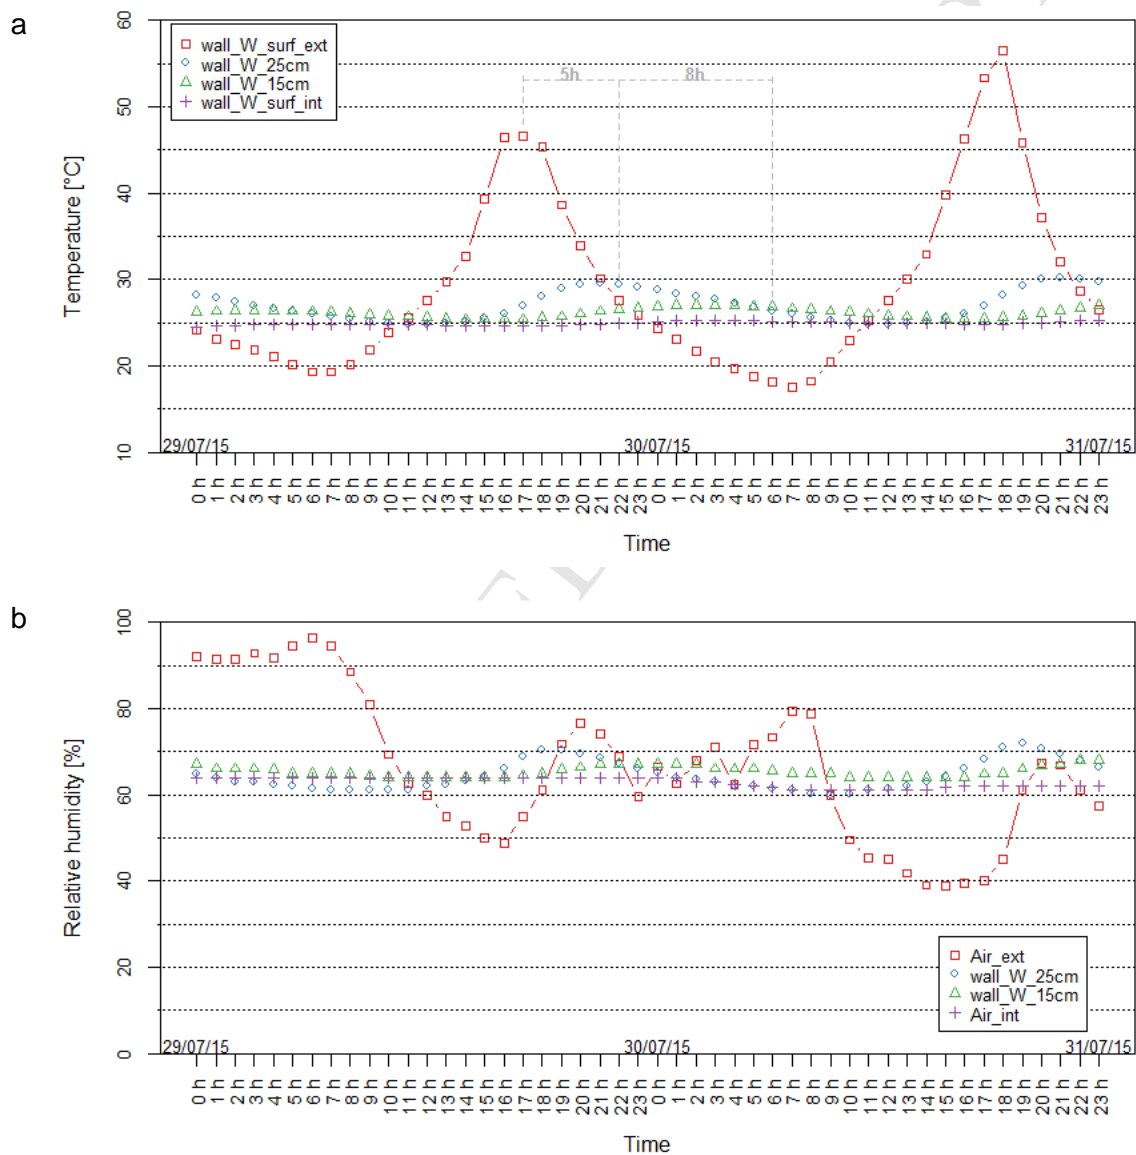 a
60
50
40
30
20
10
Temperature [°C]
wall_W_surf_ext
wall_W_25cm
wall_W_15cm
wall_W_surf_int
5h
8h
29/07/15
30/07/15
31/07/15
0 h
1 h
2 h
3 h
4 h
5 h
6 h
7 h
8 h
9 h
10 h
11 h
12 h
13 h
14 h
15 h
16 h
17 h
18 h
19 h
20 h
21 h
22 h
23 h
0 h
1 h
2 h
3 h
4 h
5 h
6 h
7 h
8 h
9 h
10 h
11 h
12 h
13 h
14 h
15 h
16 h
17 h
18 h
19 h
20 h
21 h
22 h
23 h
Time
b
100
80
60
40
20
0
Relative humidity [%]
Air_ext
wall_W_25cm
wall_W_15cm
Air_int
29/07/15
30/07/15
31/07/15
0 h
1 h
2 h
3 h
4 h
5 h
6 h
7 h
8 h
9 h
10 h
11 h
12 h
13 h
14 h
15 h
16 h
17 h
18 h
19 h
20 h
21 h
22 h
23 h
0 h
1 h
2 h
3 h
4 h
5 h
6 h
7 h
8 h
9 h
10 h
11 h
12 h
13 h
14 h
15 h
16 h
17 h
18 h
19 h
20 h
21 h
22 h
23 h
Time